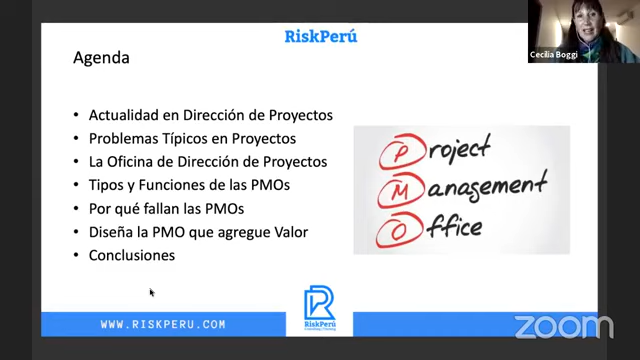 RiskPerú
Agenda
Cecilia Boggi
• Actualidad en Dirección de Proyectos
• Problemas Típicos en Proyectos
• La Oficina de Dirección de Proyectos
• Tipos y Funciones de las PMOs
• Por qué fallan las PMOs
• Diseña la PMO que agregue Valor
• Conclusiones
Project
Management
Office
WWW.RISKPERU.COM
RiskPerú
zoom